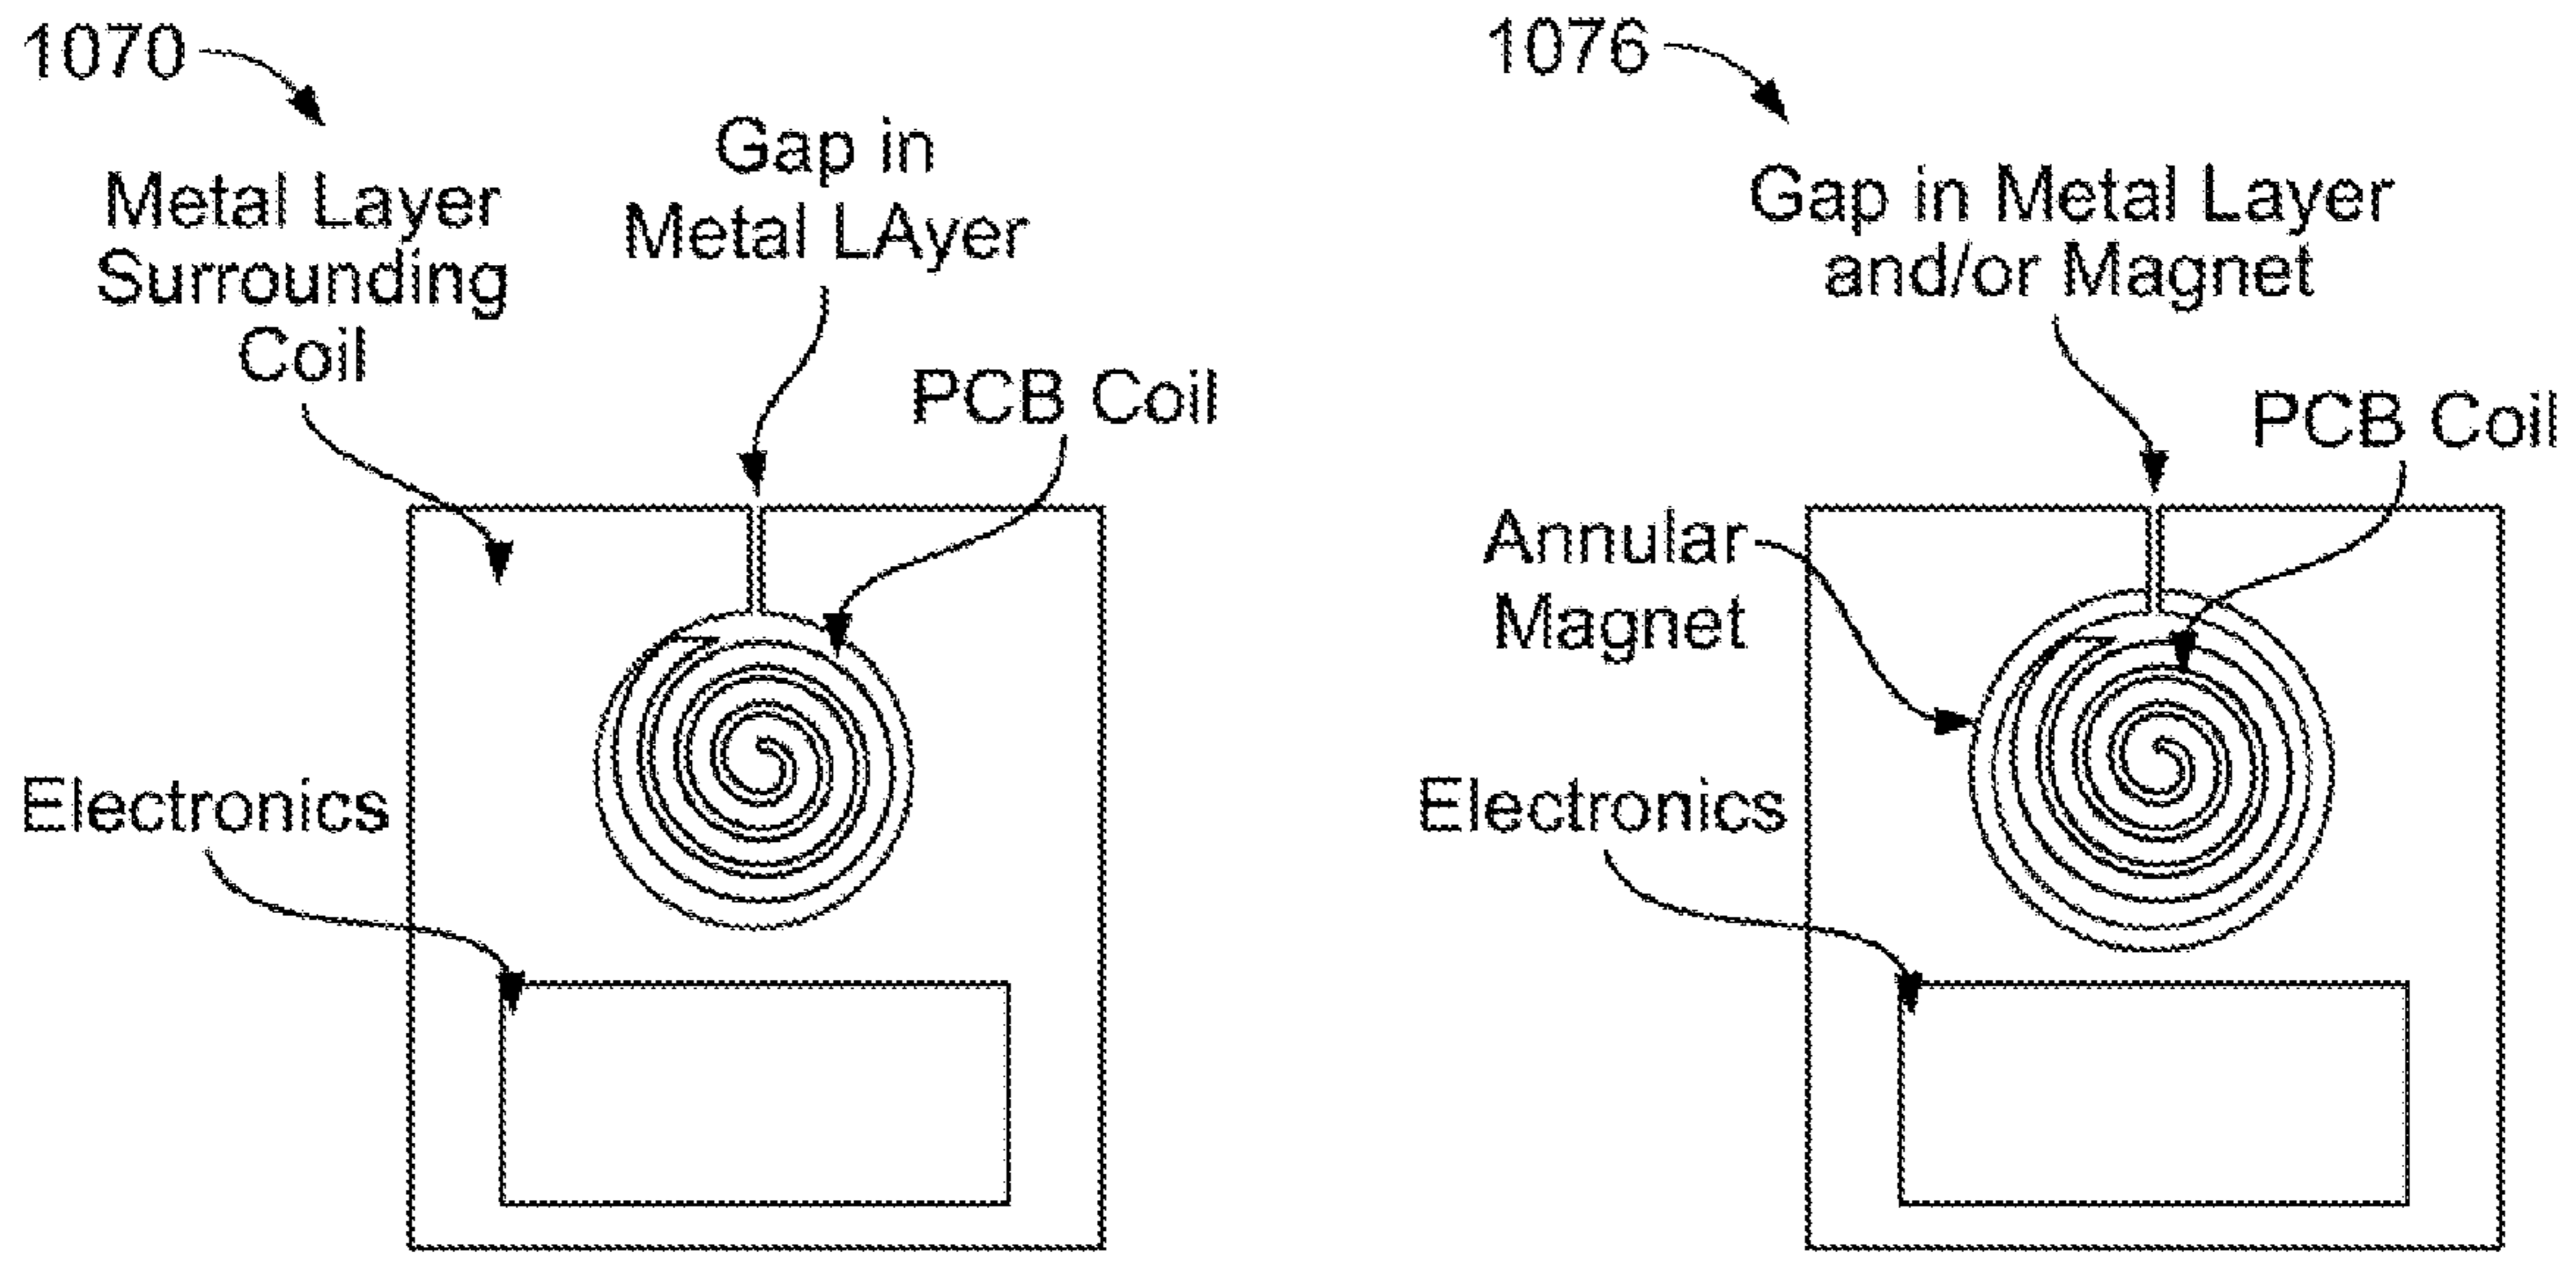 1070
Metal Layer
Surrounding
Coil
Gap in
Metal LAyer
PCB Coil
Electronics
1076
Gap in Metal Layer
and/or Magnet
PCB Coil
Annular
Magnet
Electronics